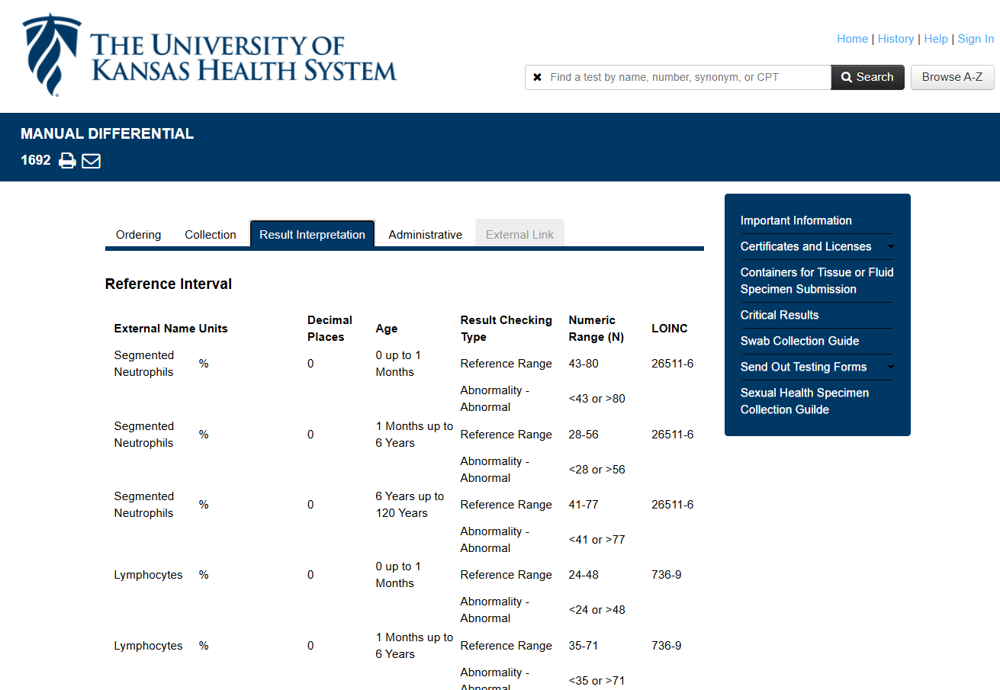 THE UNIVERSITY OF
KANSAS HEALTH SYSTEM
Home | History | Help | Sign In
Find a test by name, number, synonym, or CPT
Search
Browse A-Z
MANUAL DIFFERENTIAL
1692
Ordering
Collection
Result Interpretation
Administrative
External Link
Important Information
Certificates and Licenses
Containers for Tissue or Fluid
Specimen Submission
Critical Results
Swab Collection Guide
Send Out Testing Forms
Sexual Health Specimen
Collection Guilde
Reference Interval
External Name Units Decimal Places Age Result Checking Type Numeric Range (N) LOINC
Segmented Neutrophils % 0 0 up to 1 Months Reference Range 43-80 26511-6
Abnormality - Abnormal <43 or >80
Segmented Neutrophils % 0 1 Months up to 6 Years Reference Range 28-56 26511-6
Abnormality - Abnormal <28 or >56
Segmented Neutrophils % 0 6 Years up to 120 Years Reference Range 41-77 26511-6
Abnormality - Abnormal <41 or >77
Lymphocytes % 0 0 up to 1 Months Reference Range 24-48 736-9
Abnormality - Abnormal <24 or >48
Lymphocytes % 0 1 Months up to 6 Years Reference Range 35-71 736-9
Abnormality - Abnormal <35 or >71